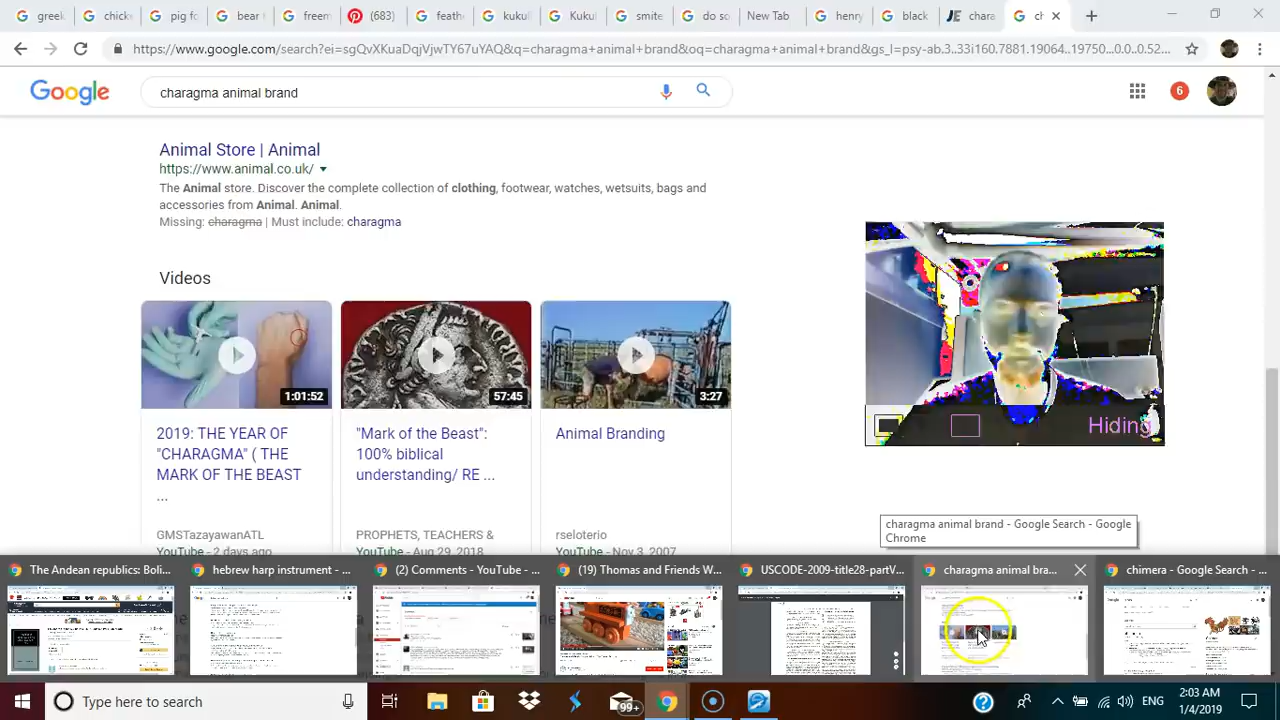 greek
chicke
pig fo
bear r
freem
(683)
feathe
kukul
Kukul
smite
do so
New Tab
henry
black
chara
ch
https://www.google.com/search?ei=sgQvXKuaDqjVjwTY67uYAQ&q=charagma+animal+brand&oq=charagma+animal+brand&gs_l=psy-ab.3..33i160.7881.19064..19750...0.0..0.52...
Google
charagma animal brand
6
Animal Store | Animal
https://www.animal.co.uk/
The Animal store. Discover the complete collection of clothing, footwear, watches, wetsuits, bags and
accessories from Animal. Animal.
Missing: charagma | Must include: charagma
Videos
1:01:52
57:45
3:27
2019: THE YEAR OF
"CHARAGMA" ( THE
MARK OF THE BEAST
...
GMSTazayawanATL
YouTube - 2 days ago
"Mark of the Beast":
100% biblical
understanding/ RE ...
PROPHETS, TEACHERS &
YouTube - Aug 29, 2018
Animal Branding
rseloterio
YouTube - Nov 3, 2007
Hiding
charagma animal brand - Google Search - Google
Chrome
The Andean republics: Boli...
hebrew harp instrument - ...
(2) Comments - YouTube - ...
(19) Thomas and Friends W...
USCODE-2009-title28-partV...
charagma animal bra...
chimera - Google Search - ...
Type here to search
99+
ENG
2:03 AM
1/4/2019